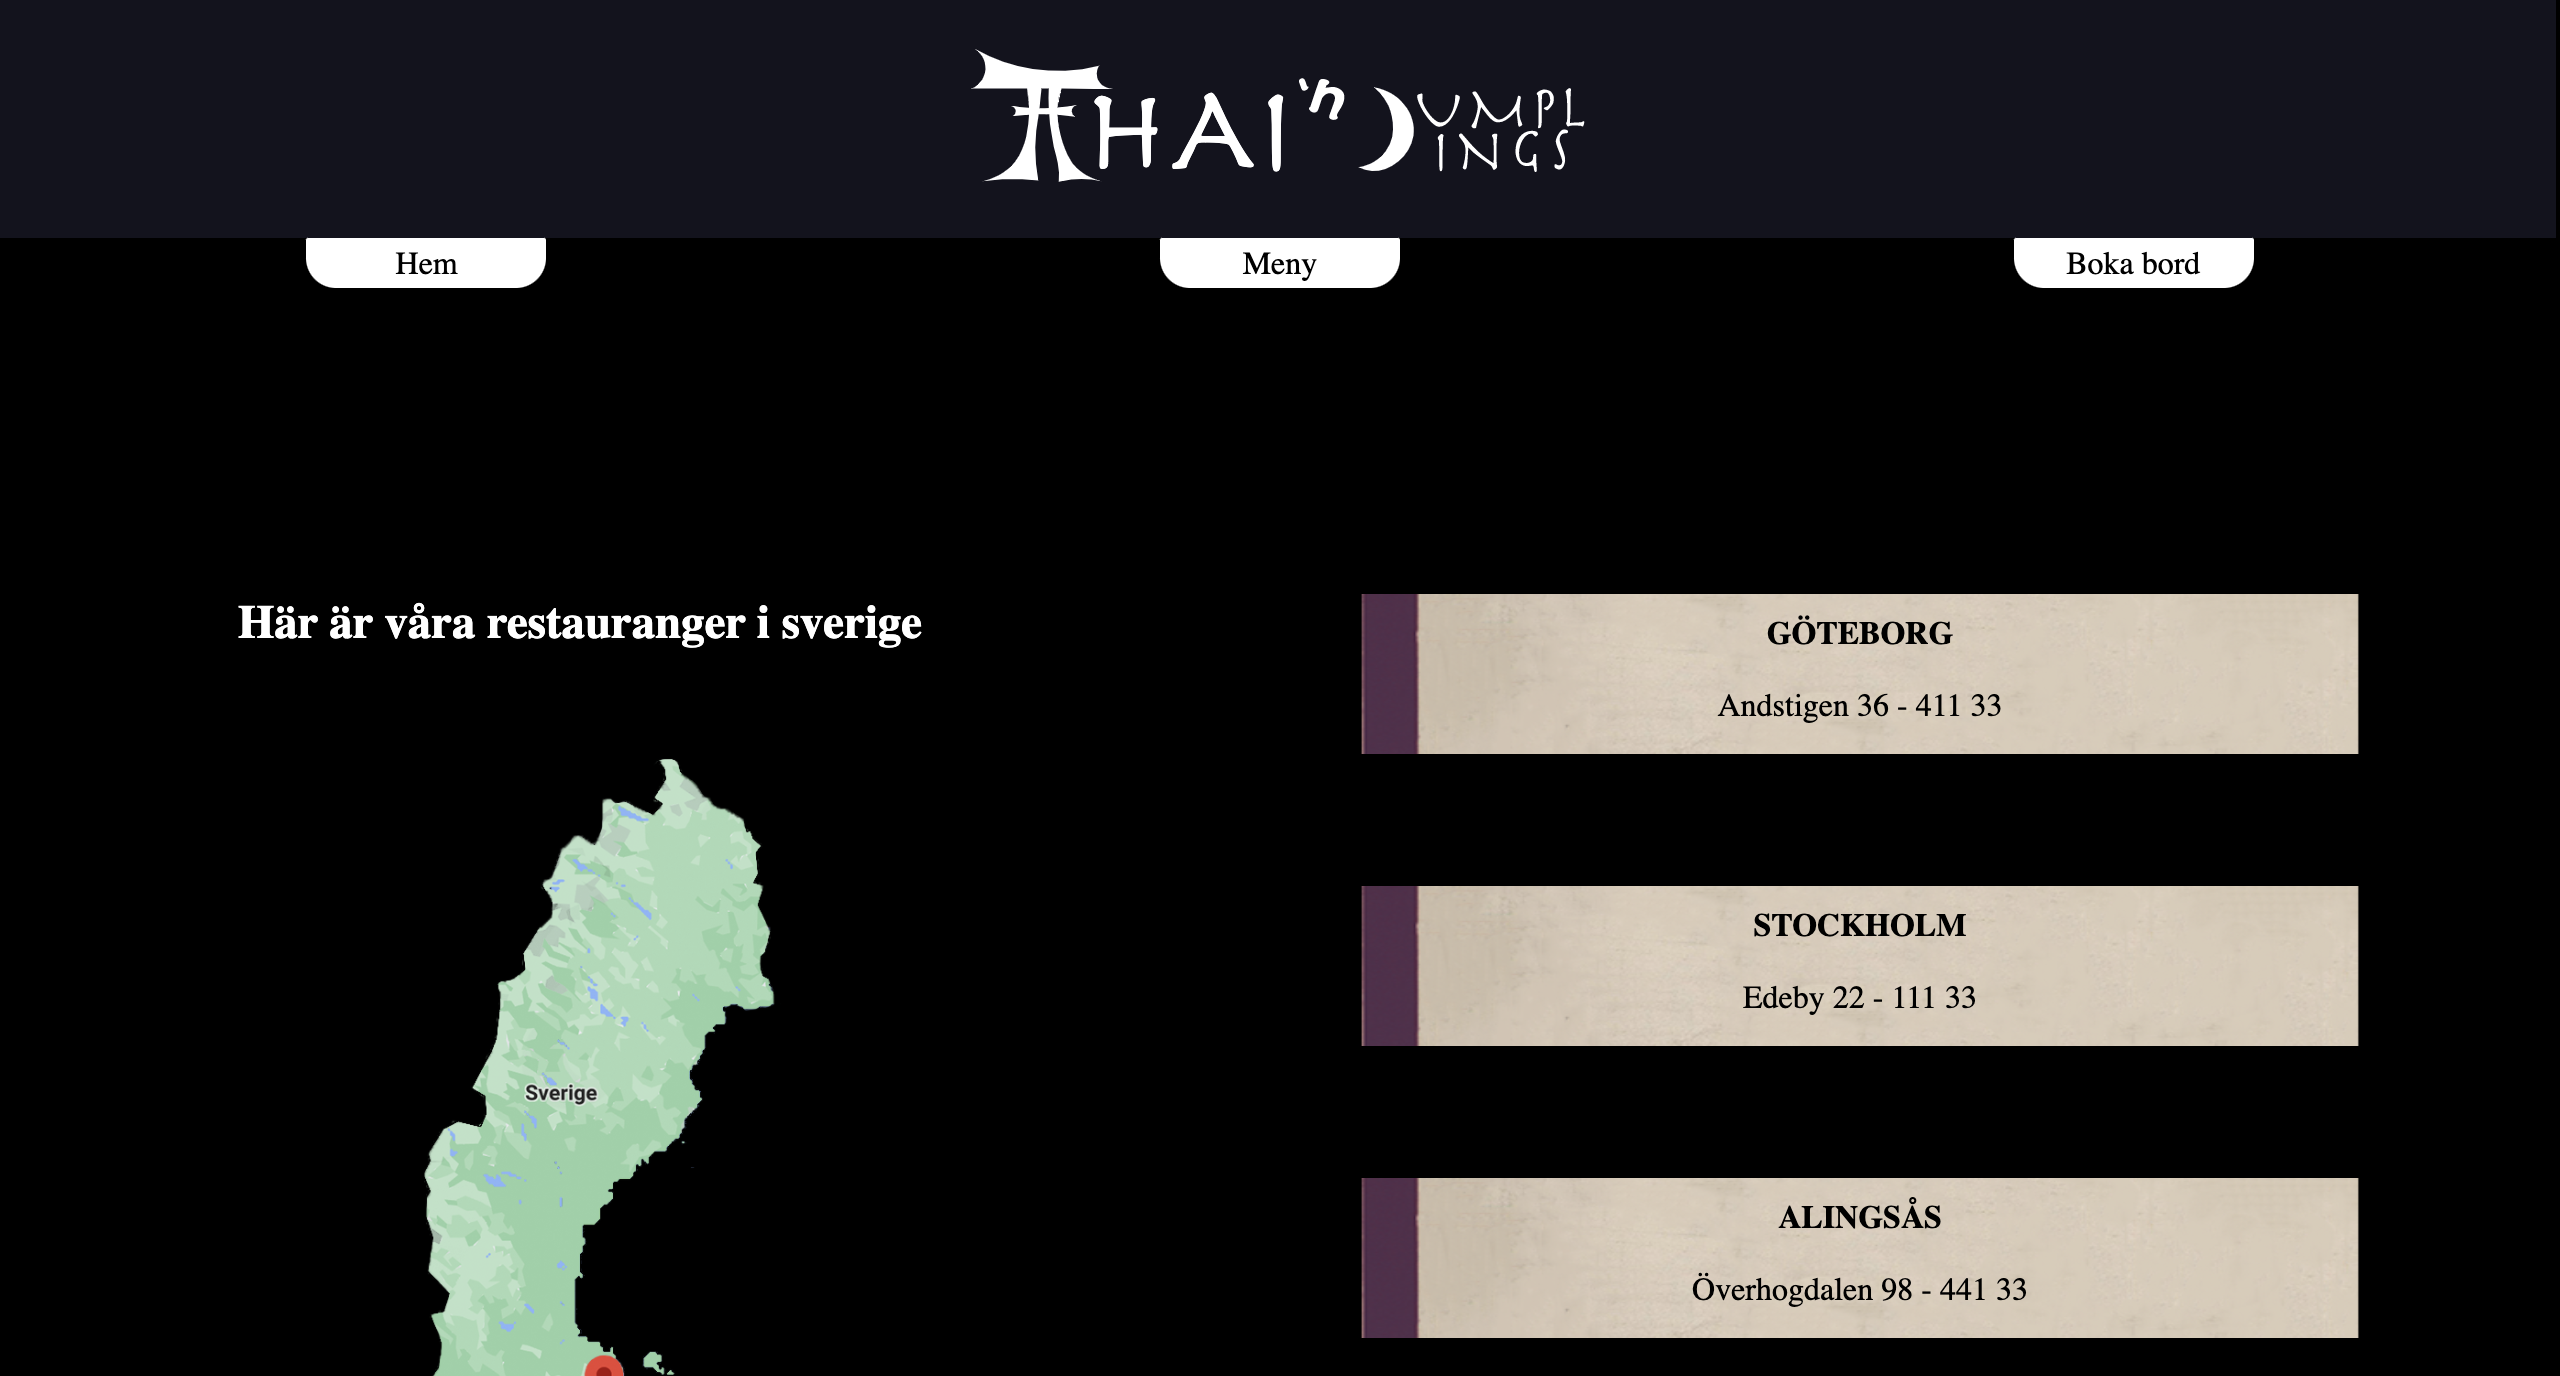 THAI 'n DUMPLINGS
Hem
Meny
Boka bord
Här är våra restauranger i sverige
Sverige
GÖTEBORG
Andstigen 36 - 411 33
STOCKHOLM
Edeby 22 - 111 33
ALINGSÅS
Överhogdalen 98 - 441 33